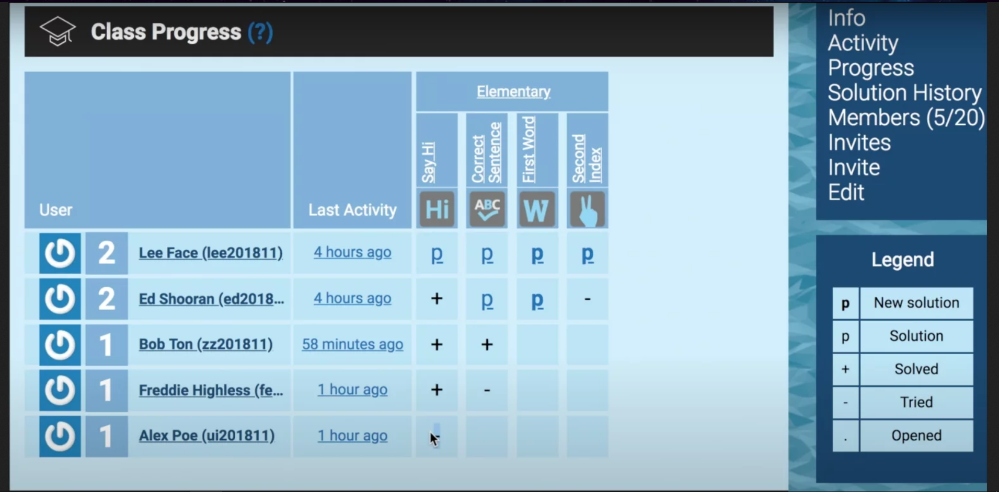 Class Progress (?)
Elementary
Say Hi
Correct
Sentence
First Word
Second
Index
User
Last Activity
Hi
ABC
W
2
Lee Face (lee201811)
4 hours ago
p
p
p
p
2
Ed Shooran (ed2018...
4 hours ago
+
p
p
-
1
Bob Ton (zz201811)
58 minutes ago
+
+
1
Freddie Highless (fe...
1 hour ago
+
-
1
Alex Poe (ui201811)
1 hour ago
-
Info
Activity
Progress
Solution History
Members (5/20)
Invites
Invite
Edit
Legend
p New solution
p Solution
+ Solved
- Tried
. Opened